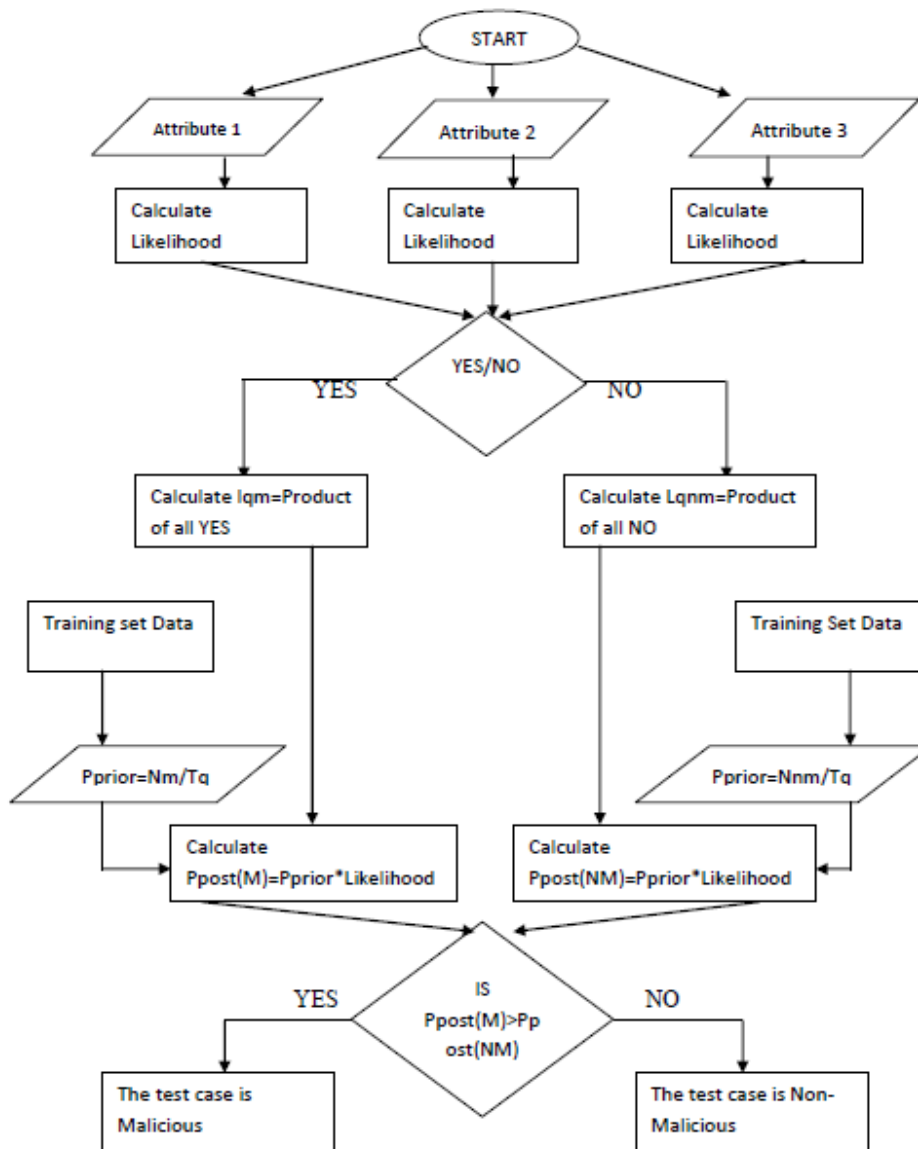 START
Attribute 1
Attribute 2
Attribute 3
Calculate
Likelihood
Calculate
Likelihood
Calculate
Likelihood
YES/NO
YES
NO
Calculate lqm=Product
of all YES
Calculate Lqnm=Product
of all NO
Training set Data
Training Set Data
Pprior=Nm/Tq
Pprior=Nnm/Tq
Calculate
Ppost(M)=Pprior*Likelihood
Calculate
Ppost(NM)=Pprior*Likelihood
YES
IS
Ppost(M)>Pp
ost(NM)
NO
The test case is
Malicious
The test case is Non-
Malicious